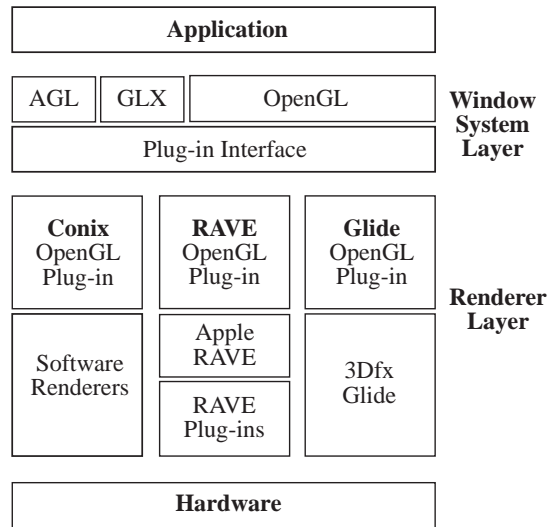 Application
AGL
GLX
OpenGL
Window
System
Layer
Plug-in Interface
Conix
OpenGL
Plug-in
RAVE
OpenGL
Plug-in
Glide
OpenGL
Plug-in
Renderer
Layer
Software
Renderers
Apple
RAVE
RAVE
Plug-ins
3Dfx
Glide
Hardware